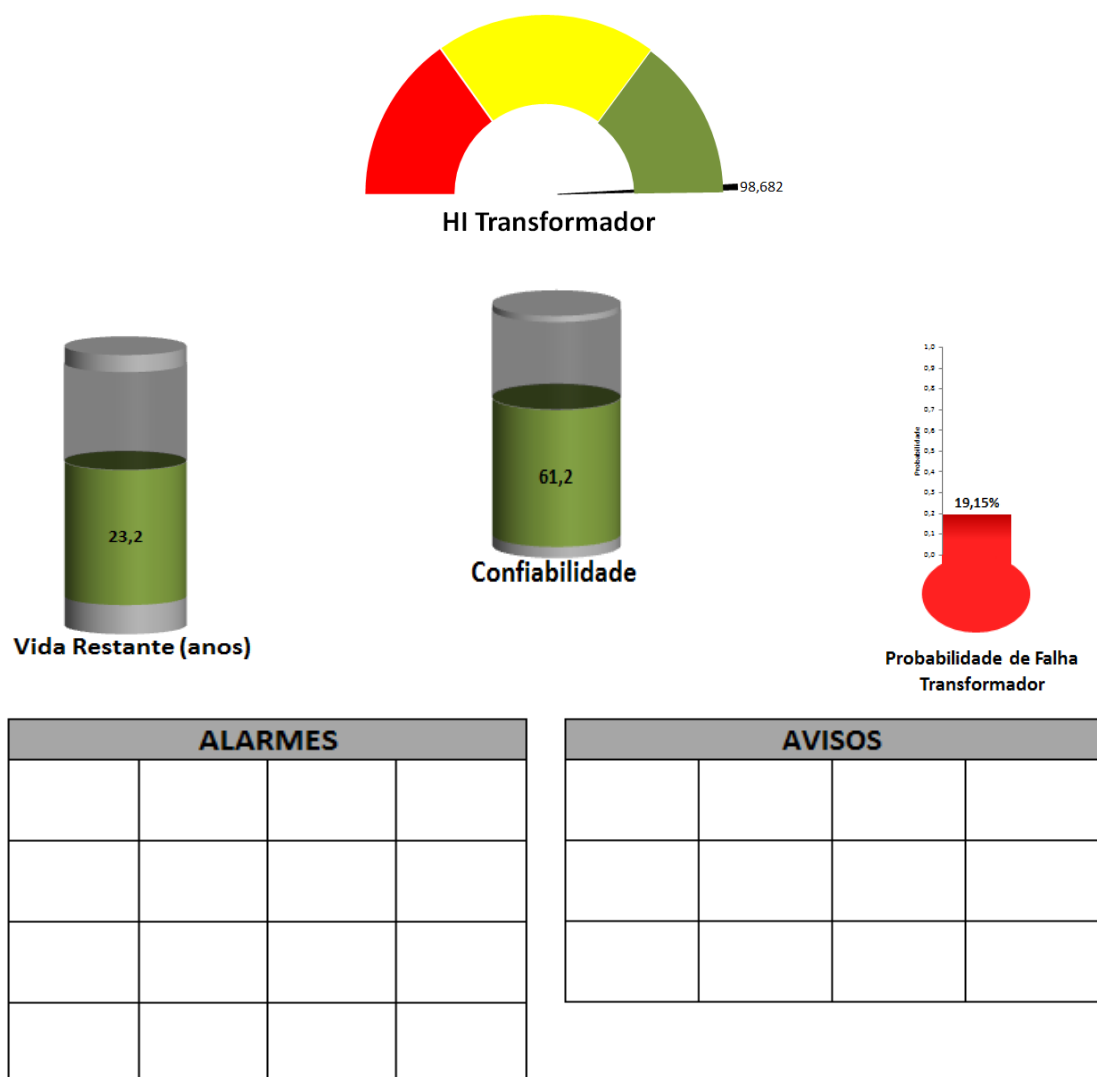 98,682
HI Transformador
61,2
Confiabilidade
23,2
Vida Restante (anos)
1,0
0,9
0,8
0,7
0,6
0,5
0,4
0,3
0,2
0,1
0,0
Probabilidade
19,15%
Probabilidade de Falha
Transformador
ALARMES
AVISOS